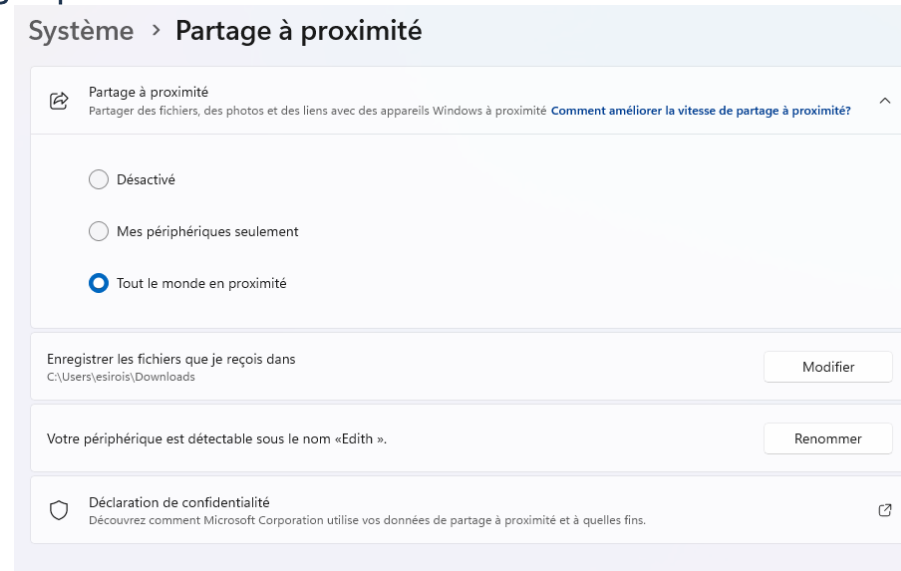 Système > Partage à proximité
Partage à proximité
Partager des fichiers, des photos et des liens avec des appareils Windows à proximité Comment améliorer la vitesse de partage à proximité?
Désactivé
Mes périphériques seulement
Tout le monde en proximité
Enregistrer les fichiers que je reçois dans
C:\Users\esirois\Downloads
Modifier
Votre périphérique est détectable sous le nom «Edith ».
Renommer
Déclaration de confidentialité
Découvrez comment Microsoft Corporation utilise vos données de partage à proximité et à quelles fins.